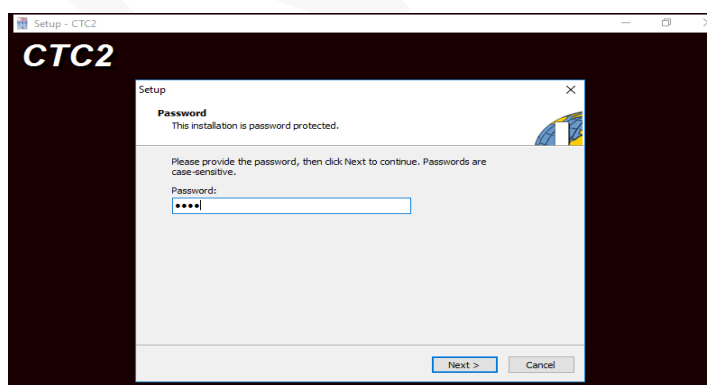 Setup - CTC2
CTC2
Setup
Password
This installation is password protected.
Please provide the password, then click Next to continue. Passwords are
case-sensitive.
Password:
••••
Next >
Cancel